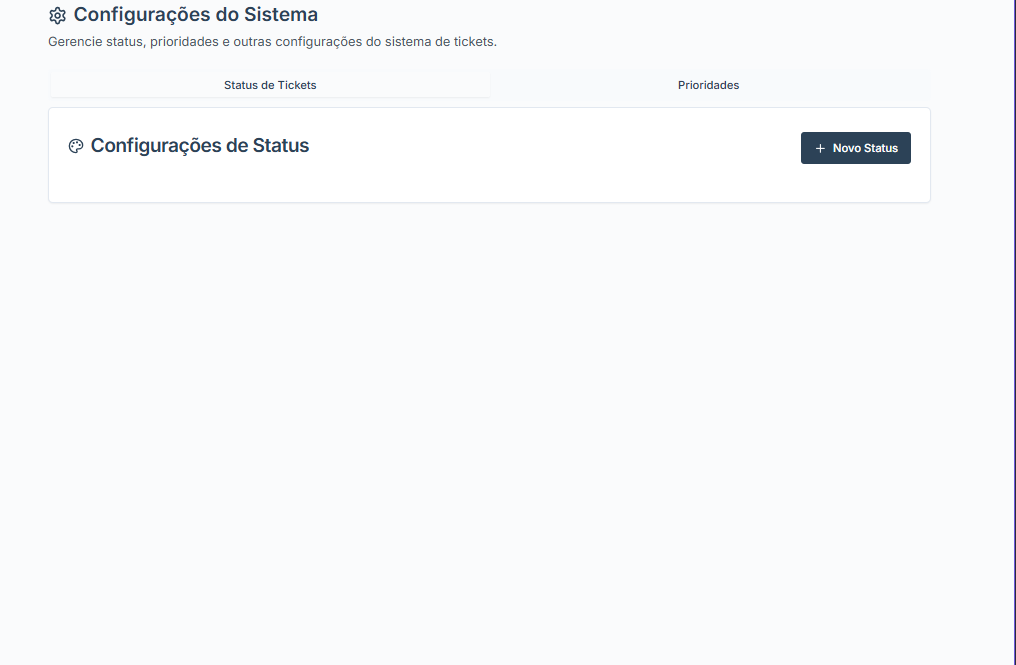 Configurações do Sistema
Gerencie status, prioridades e outras configurações do sistema de tickets.
Status de Tickets
Prioridades
Configurações de Status
+ Novo Status